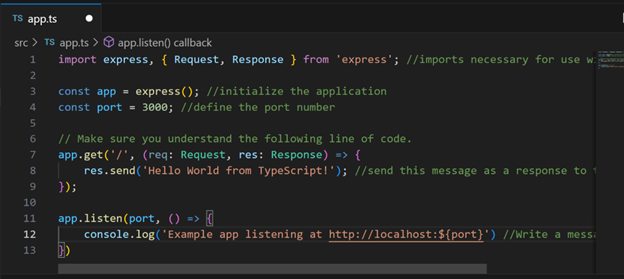 TS app.ts
src > TS app.ts > app.listen() callback
1 import express, { Request, Response } from 'express'; //imports necessary for use
2
3 const app = express(); //initialize the application
4 const port = 3000; //define the port number
5
6 // Make sure you understand the following line of code.
7 app.get('/', (req: Request, res: Response) => {
8 res.send('Hello World from TypeScript!'); //send this message as a response to
9 });
10
11 app.listen(port, () => {
12 console.log('Example app listening at http://localhost:${port}') //Write a
13 })